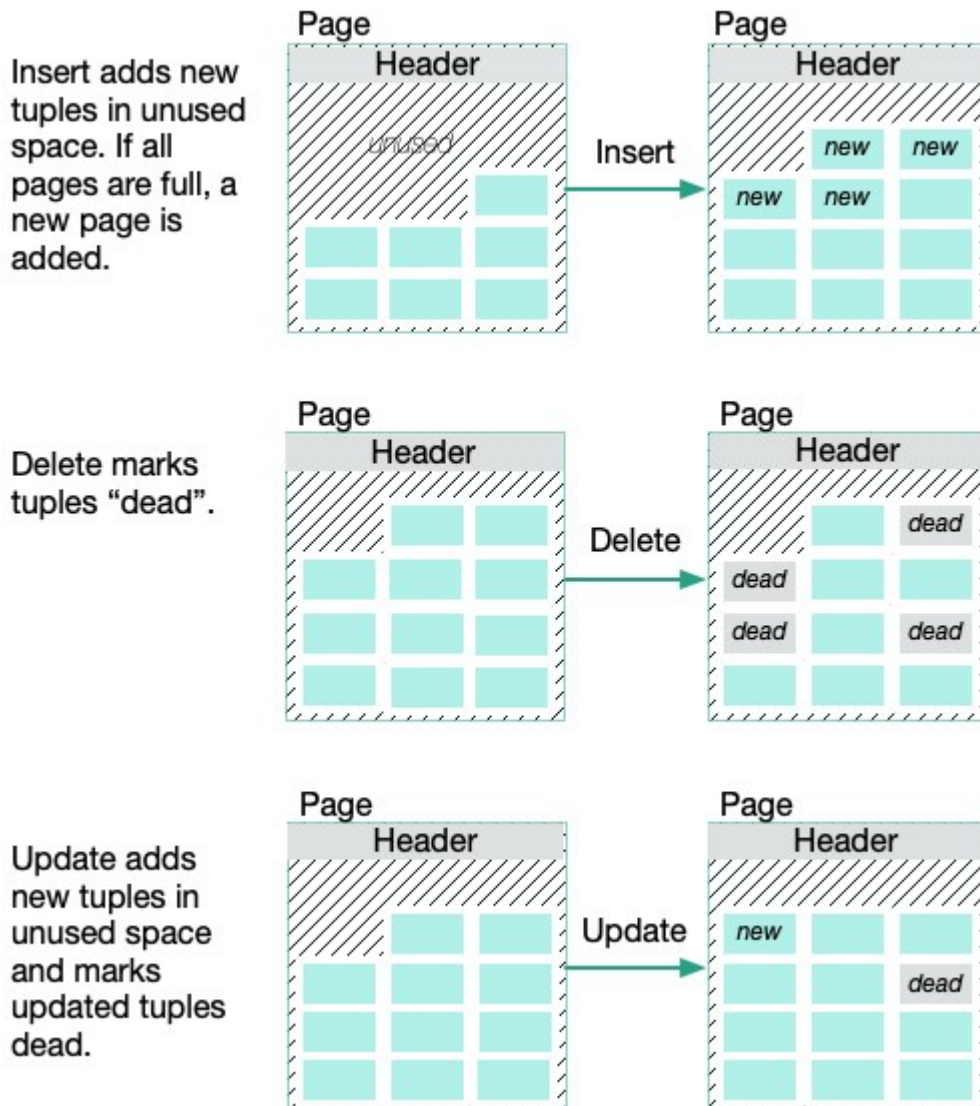 Page
Page
Header
Header
Insert adds new
tuples in unused
space. If all
pages are full, a
new page is
added.
unused
Insert
new
new
new
new
Page
Page
Header
Header
Delete marks
tuples “dead”.
Delete
dead
dead
dead
dead
Page
Page
Header
Header
Update adds
new tuples in
unused space
and marks
updated tuples
dead.
Update
new
dead